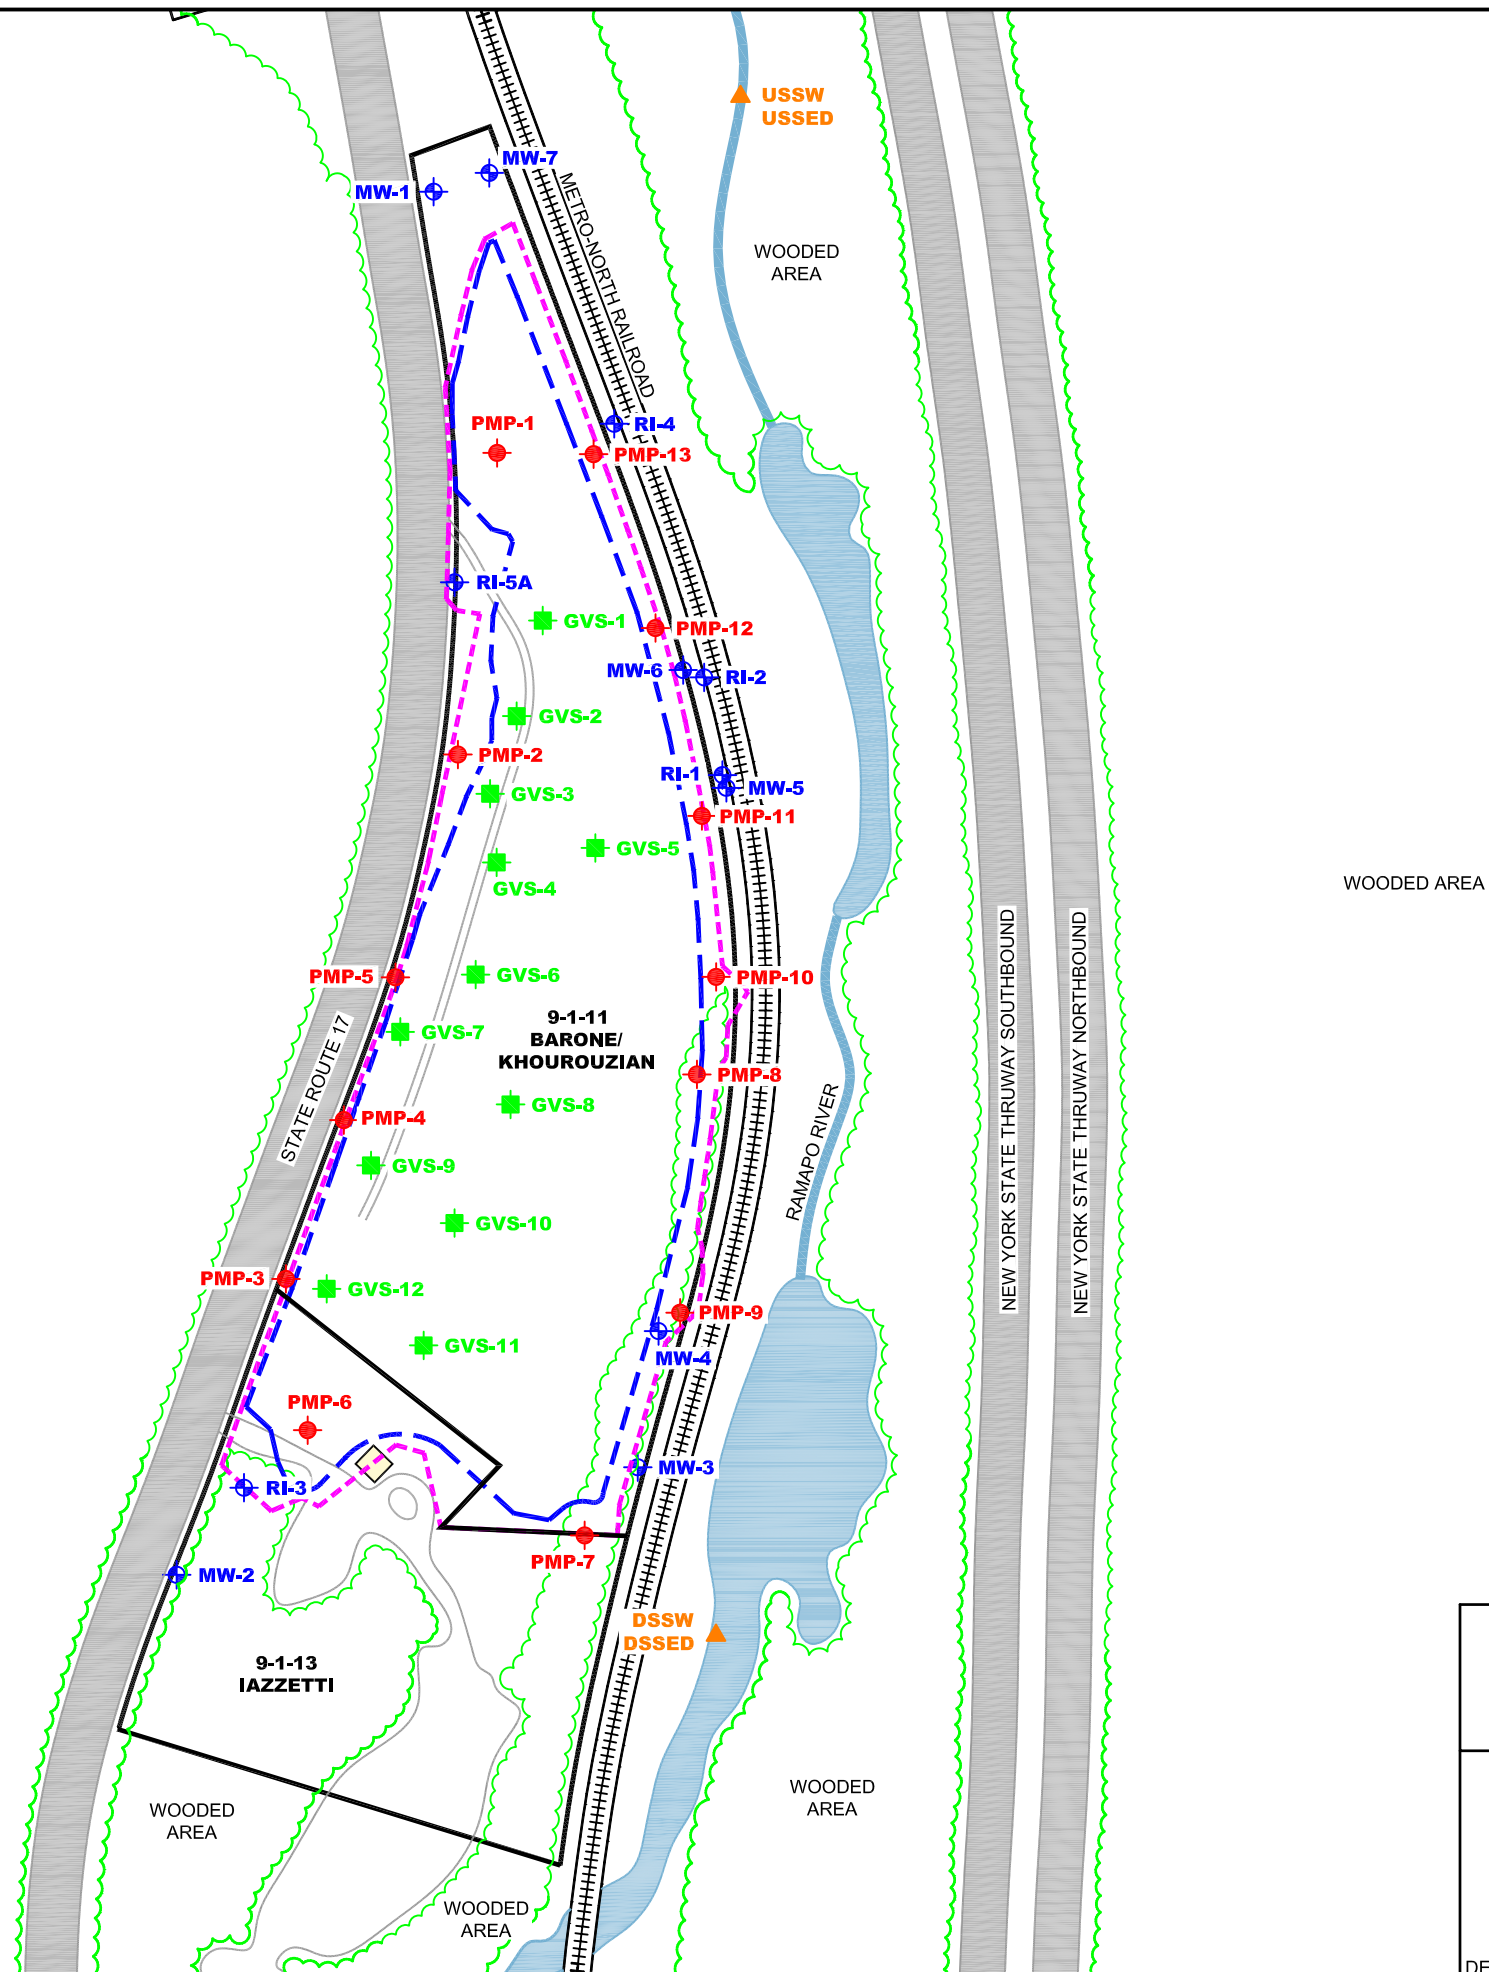 USSW
USSED
MW-7
MW-1
METRO-NORTH RAILROAD
WOODED
AREA
PMP-1
RI-4
PMP-13
RI-5A
GVS-1
PMP-12
MW-6
RI-2
GVS-2
PMP-2
RI-1
MW-5
GVS-3
PMP-11
GVS-5
GVS-4
WOODED AREA
PMP-5
GVS-6
PMP-10
9-1-11
BARONE/
KHOUROUZIAN
GVS-7
STATE ROUTE 17
PMP-8
GVS-8
PMP-4
RAMAPO RIVER
NEW YORK STATE THRUWAY SOUTHBOUND
NEW YORK STATE THRUWAY NORTHBOUND
GVS-9
GVS-10
PMP-3
GVS-12
PMP-9
GVS-11
MW-4
PMP-6
MW-3
RI-3
PMP-7
MW-2
DSSW
DSSED
9-1-13
IAZZETTI
WOODED
AREA
WOODED
AREA
WOODED
AREA